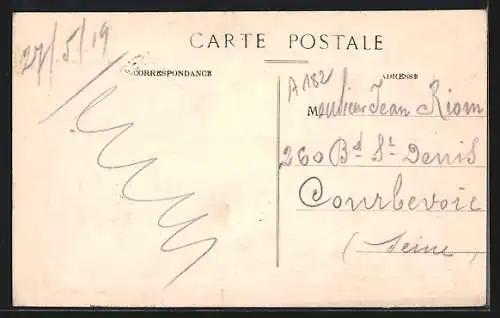 27/5/19
CARTE POSTALE
CORRESPONDANCE
ADRESSE
A 182
Monsieur Jean Riom
260 Bd St Denis
Courbevoie
(Seine)